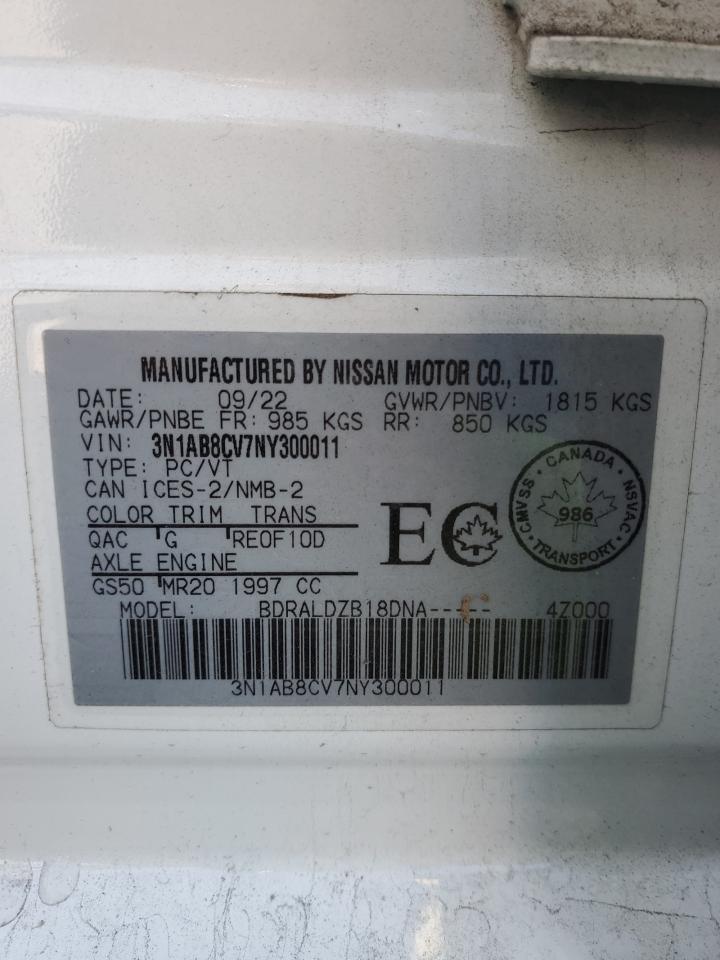 MANUFACTURED BY NISSAN MOTOR CO., LTD.
DATE: 09/22 GVWR/PNBV: 1815 KGS
GAWR/PNBE FR: 985 KGS RR: 850 KGS
VIN: 3N1AB8CV7NY300011
TYPE: PC/VT
CAN ICES-2/NMB-2
COLOR TRIM TRANS
QAC G RE0F10D
AXLE ENGINE
GS50 MR20 1997 CC
EC
CANADA
CMVSS 986 NSVAC
TRANSPORT
MODEL: BDRALDZB18DNA----- 4Z000
3N1AB8CV7NY300011